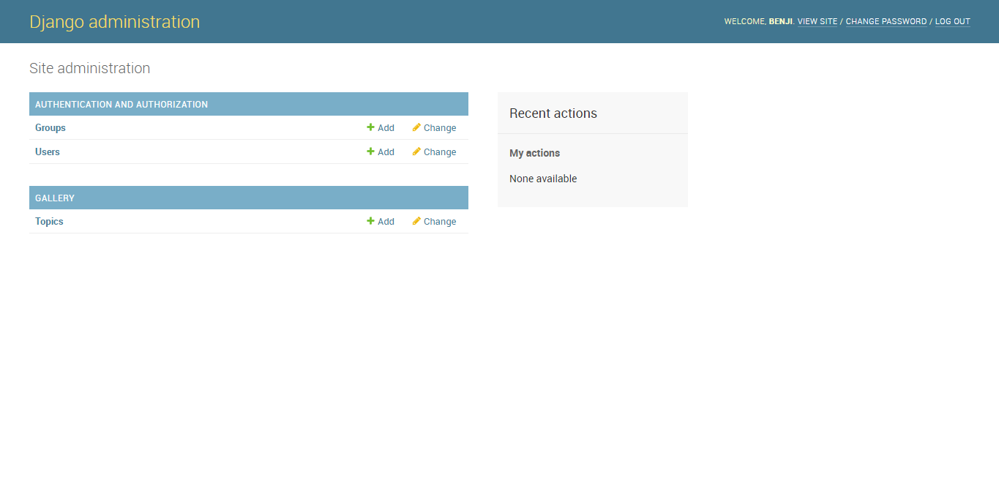 Django administration
WELCOME, BENJI. VIEW SITE / CHANGE PASSWORD / LOG OUT
Site administration
AUTHENTICATION AND AUTHORIZATION
Groups Add Change
Users Add Change
GALLERY
Topics Add Change
Recent actions
My actions
None available